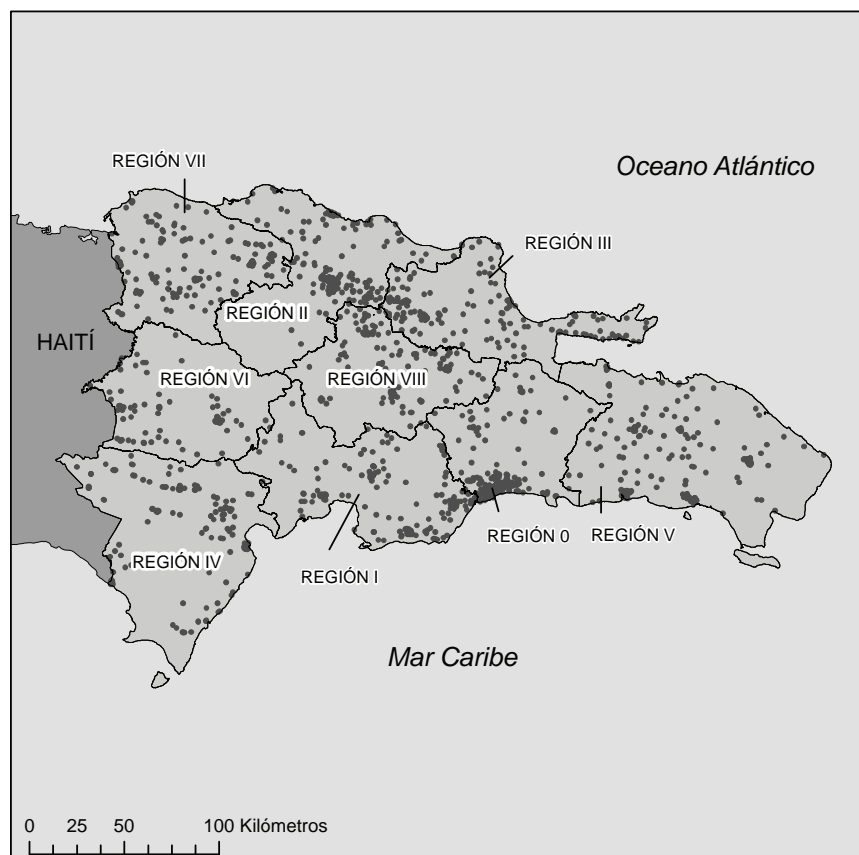 REGIÓN VII
Oceano Atlántico
REGIÓN III
REGIÓN II
HAITÍ
REGIÓN VI
REGIÓN VIII
REGIÓN 0
REGIÓN V
REGIÓN IV
REGIÓN I
Mar Caribe
0 25 50 100 Kilómetros